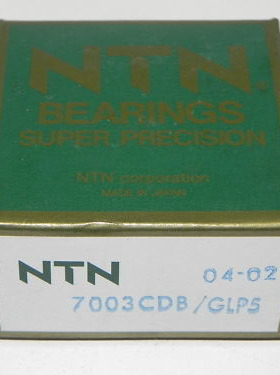 NTN®
BEARINGS
SUPER PRECISION
NTN corporation
MADE IN JAPAN
NTN 04-02
7003CDB/GLP5